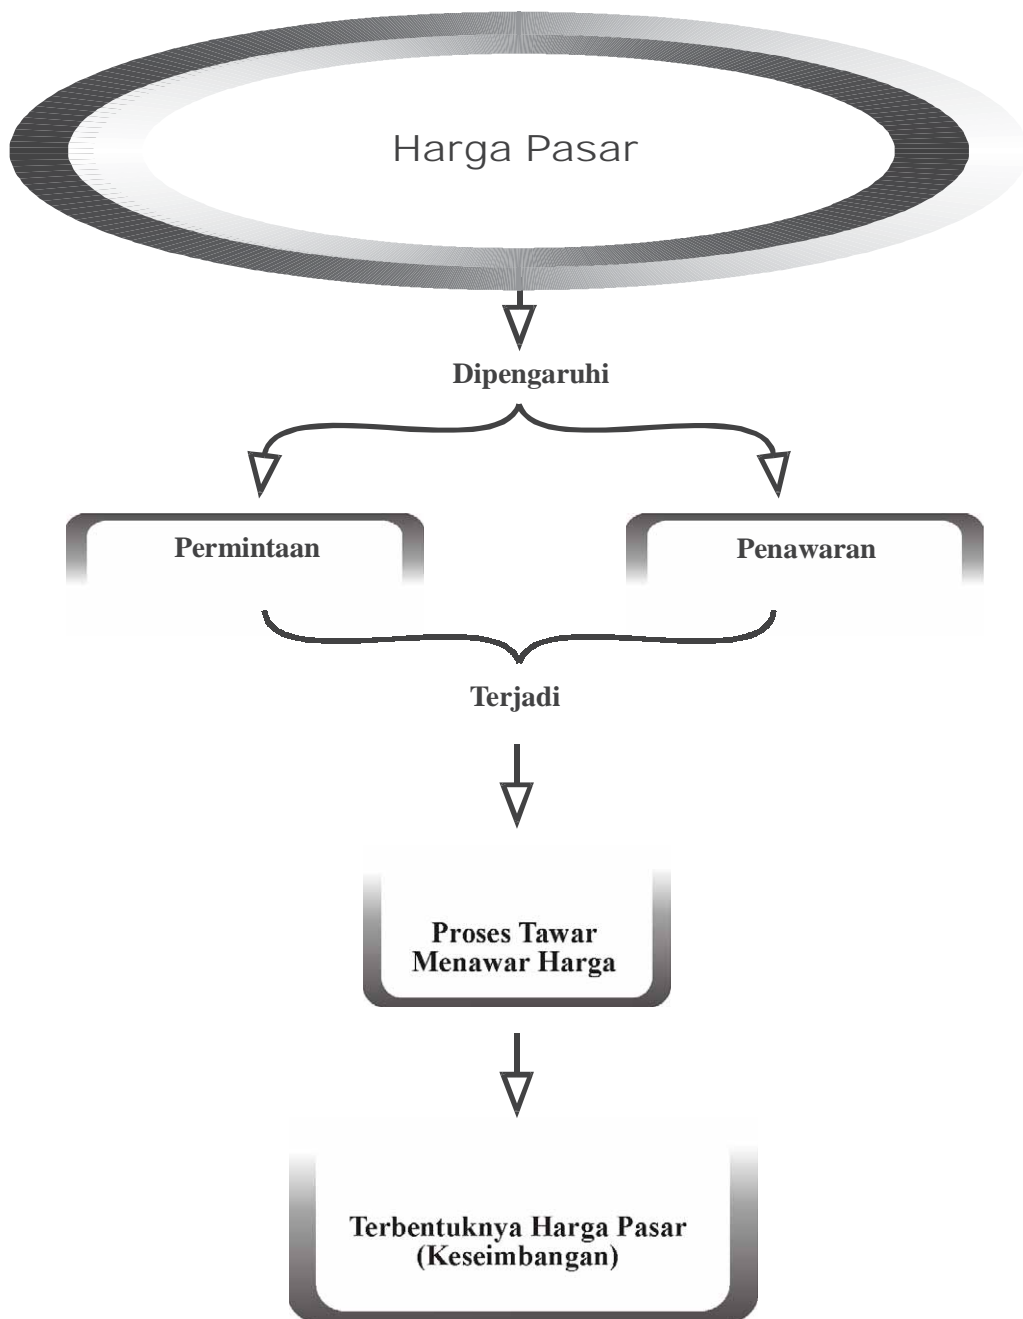 Harga Pasar
Dipengaruhi
Permintaan
Penawaran
Terjadi
Proses Tawar
Menawar Harga
Terbentuknya Harga Pasar
(Keseimbangan)